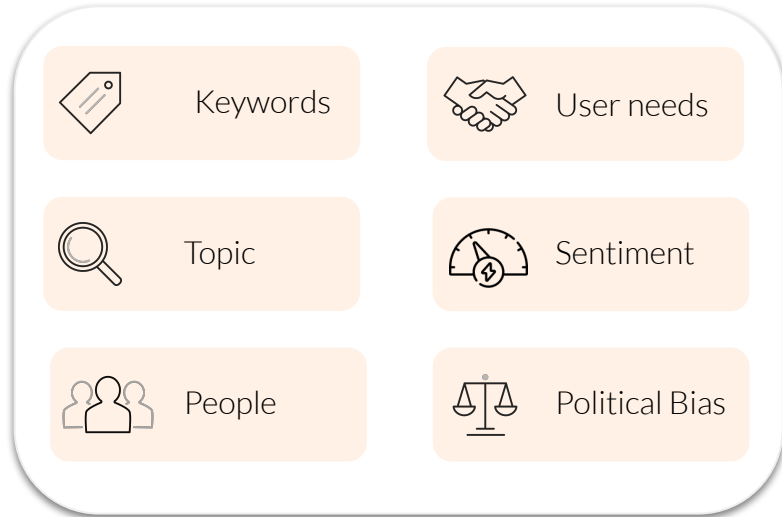 Keywords
User needs
Topic
Sentiment
People
Political Bias